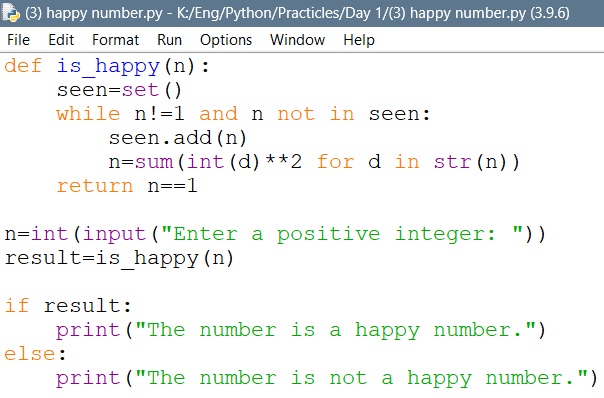 (3) happy number.py - K:/Eng/Python/Practicles/Day 1/(3) happy number.py (3.9.6)
File Edit Format Run Options Window Help
def is_happy(n):
    seen=set()
    while n!=1 and n not in seen:
        seen.add(n)
        n=sum(int(d)**2 for d in str(n))
    return n==1

n=int(input("Enter a positive integer: "))
result=is_happy(n)

if result:
    print("The number is a happy number.")
else:
    print("The number is not a happy number.")